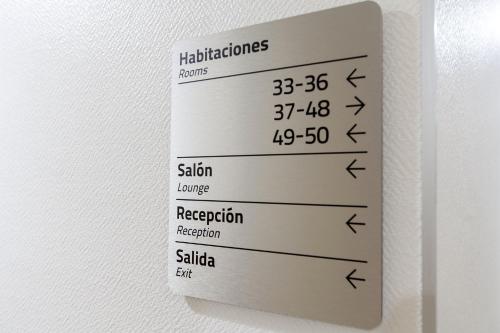 Habitaciones
Rooms
33-36 ←
37-48 →
49-50 ←
Salón ←
Lounge
Recepción ←
Reception
Salida ←
Exit